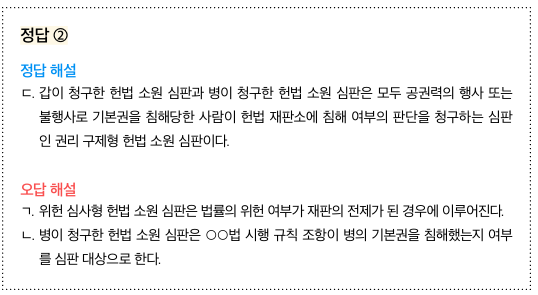 정답 ②
정답 해설
ㄷ. 갑이 청구한 헌법 소원 심판과 병이 청구한 헌법 소원 심판은 모두 공권력의 행사 또는
불행사로 기본권을 침해당한 사람이 헌법 재판소에 침해 여부의 판단을 청구하는 심판
인 권리 구제형 헌법 소원 심판이다.
오답 해설
ㄱ. 위헌 심사형 헌법 소원 심판은 법률의 위헌 여부가 재판의 전제가 된 경우에 이루어진다.
ㄴ. 병이 청구한 헌법 소원 심판은 ○○법 시행 규칙 조항이 병의 기본권을 침해했는지 여부
를 심판 대상으로 한다.